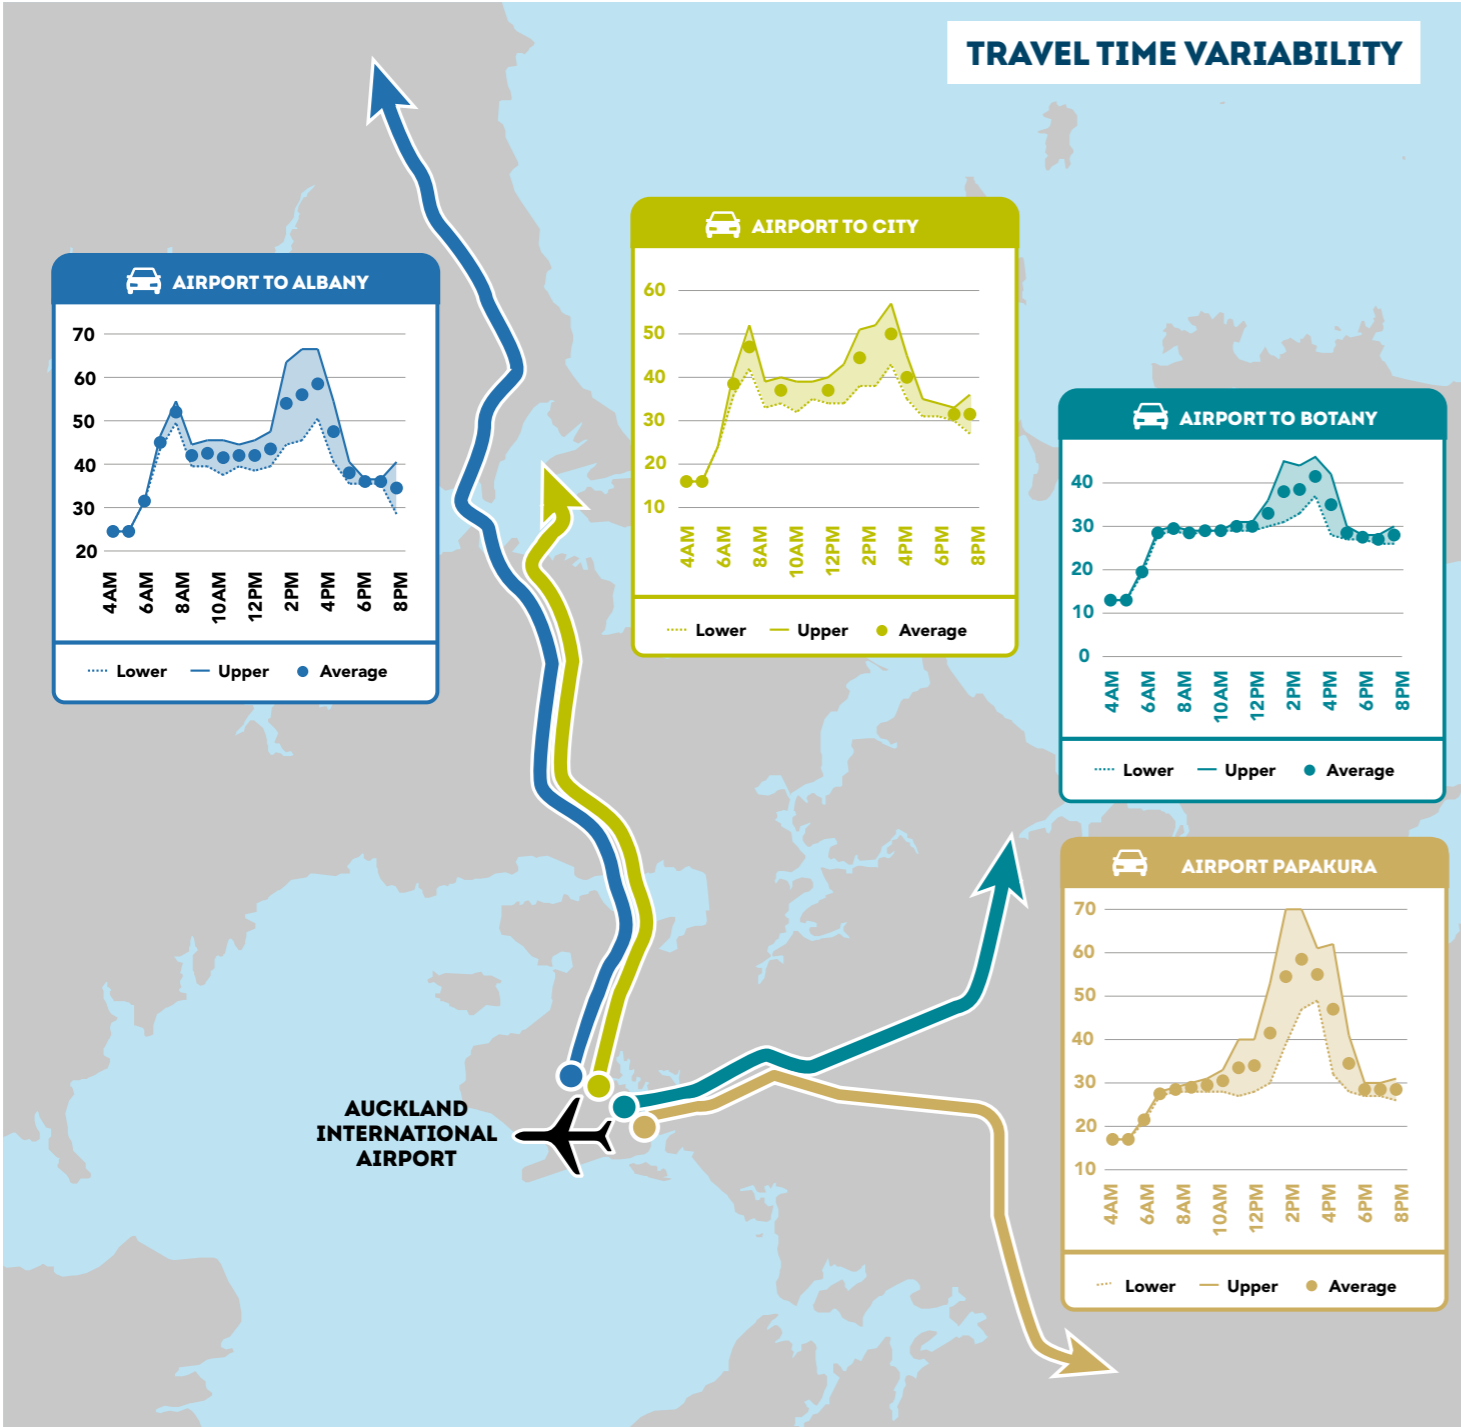 TRAVEL TIME VARIABILITY
AIRPORT TO ALBANY
70
60
50
40
30
20
4AM 6AM 8AM 10AM 12PM 2PM 4PM 6PM 8PM
Lower Upper Average
AIRPORT TO CITY
60
50
40
30
20
10
4AM 6AM 8AM 10AM 12PM 2PM 4PM 6PM 8PM
Lower Upper Average
AIRPORT TO BOTANY
40
30
20
10
0
4AM 6AM 8AM 10AM 12PM 2PM 4PM 6PM 8PM
Lower Upper Average
AIRPORT PAPAKURA
70
60
50
40
30
20
10
4AM 6AM 8AM 10AM 12PM 2PM 4PM 6PM 8PM
Lower Upper Average
AUCKLAND
INTERNATIONAL
AIRPORT